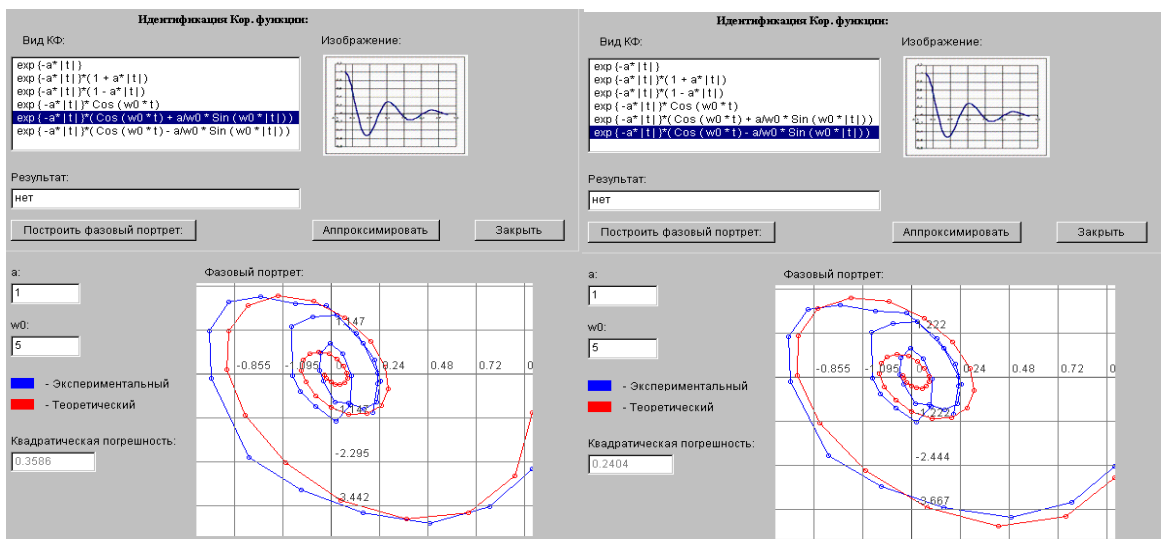 Идентификация Кор. функции:
Вид КФ:
Изображение:
exp {-a* |t| }
exp {-a* |t| }*(1 + a* |t| )
exp {-a* |t| }*(1 - a* |t| )
exp { -a* |t| }* Cos ( w0 * t )
exp { -a* |t| }*( Cos ( w0 * t ) + a/w0 * Sin ( w0 * |t| ) )
exp { -a* |t| }*( Cos ( w0 * t ) - a/w0 * Sin ( w0 * |t| ) )
Результат:
нет
Построить фазовый портрет:
Аппроксимировать
Закрыть
a:
1
w0:
5
- Экспериментальный
- Теоретический
Квадратическая погрешность:
0.3586
Фазовый портрет:
1.147
-0.855
0.24
0.48
0.72
-2.295
Идентификация Кор. функции:
Вид КФ:
Изображение:
exp {-a* |t| }
exp {-a* |t| }*(1 + a* |t| )
exp {-a* |t| }*(1 - a* |t| )
exp { -a* |t| }* Cos ( w0 * t )
exp { -a* |t| }*( Cos ( w0 * t ) + a/w0 * Sin ( w0 * |t| ) )
exp { -a* |t| }*( Cos ( w0 * t ) - a/w0 * Sin ( w0 * |t| ) )
Результат:
нет
Построить фазовый портрет:
Аппроксимировать
Закрыть
a:
1
w0:
5
- Экспериментальный
- Теоретический
Квадратическая погрешность:
0.2404
Фазовый портрет:
1.222
-0.855
0.24
0.48
0.72
-2.444